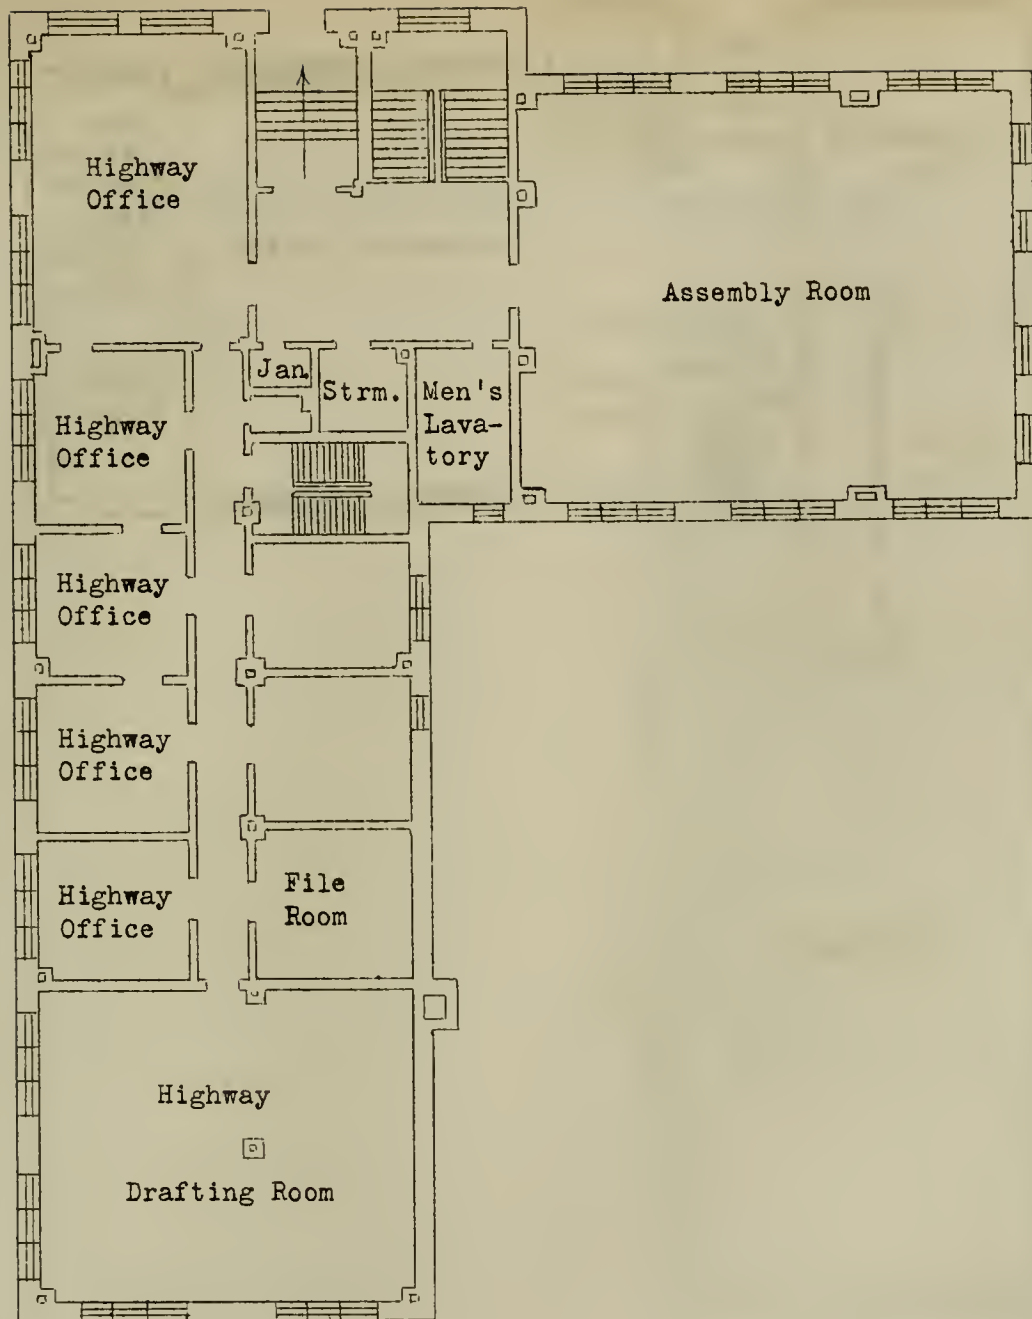 Highway
Office
Assembly Room
Jan.
Strm.
Men's
Lava-
tory
Highway
Office
Highway
Office
Highway
Office
Highway
Office
File
Room
Highway
Drafting Room